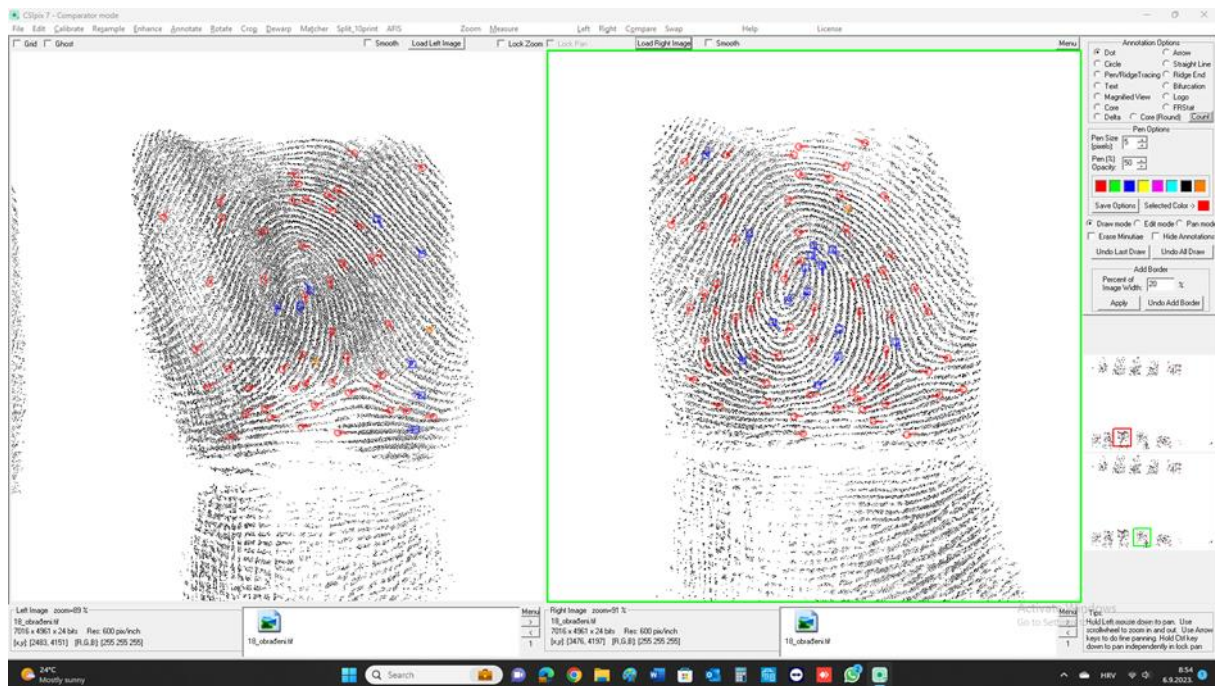 CSIpix 7 - Comparator mode
File Edit Calibrate Resample Enhance Annotate Rotate Crop Dewarp Matcher Split_10print AFIS Zoom Measure Left Right Compare Swap Help License
Grid Ghost Smooth Load Left Image Lock Zoom Lock Pan Load Right Image Smooth Menu
Annotation Options
Dot Arrow
Circle Straight Line
Pen/RidgeTracing Ridge End
Text Bifurcation
Magnified View Logo
Core FRStat
Delta Core (Round) Count
Pen Options
Pen Size (pixels) 5
Pen (%) Opacity: 50
Save Options Selected Color ->
Draw mode Edit mode Pan mode
Erase Minutiae Hide Annotations
Undo Last Draw Undo All Draw
Add Border
Percent of Image Width: 20 %
Apply Undo Add Border
Left Image zoom=89 %
18_obrađeni.tif
7016 x 4961 x 24 bits Res: 600 pix/inch
[x,y]: [2483, 4151] [R,G,B]: [255 255 255]
18_obrađeni.tif
Menu
>
<
1
Right Image zoom=91 %
18_obrađeni.tif
7016 x 4961 x 24 bits Res: 600 pix/inch
[x,y]: [3476, 4197] [R,G,B]: [255 255 255]
18_obrađeni.tif
Menu
>
<
1
Activate Windows
Go to
Tips:
Hold Left mouse down to pan. Use
scrollwheel to zoom in and out. Use Arrow
keys to do fine panning. Hold Ctrl key
down to pan independently in lock pan
24°C
Mostly sunny
Search
HRV
8:54
6.9.2023.